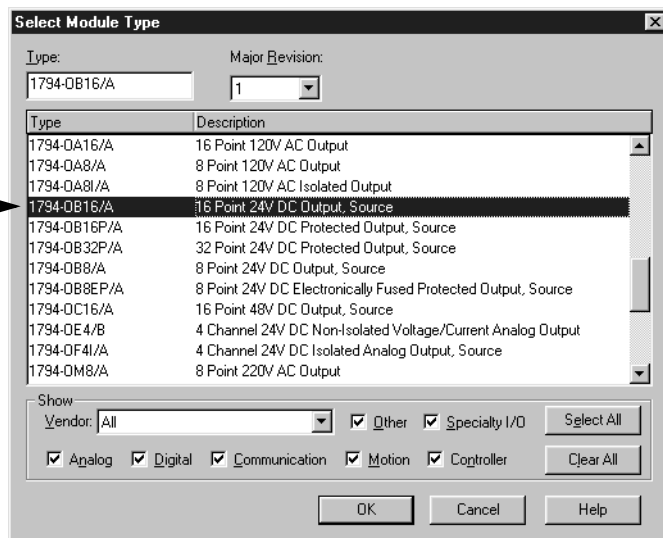 Select Module Type
Type: Major Revision:
1794-OB16/A 1
Type Description
1794-OA16/A 16 Point 120V AC Output
1794-OA8/A 8 Point 120V AC Output
1794-OA8I/A 8 Point 120V AC Isolated Output
1794-OB16/A 16 Point 24V DC Output, Source
1794-OB16P/A 16 Point 24V DC Protected Output, Source
1794-OB32P/A 32 Point 24V DC Protected Output, Source
1794-OB8/A 8 Point 24V DC Output, Source
1794-OB8EP/A 8 Point 24V DC Electronically Fused Protected Output, Source
1794-OC16/A 16 Point 48V DC Output, Source
1794-OE4/B 4 Channel 24V DC Non-Isolated Voltage/Current Analog Output
1794-OF4I/A 4 Channel 24V DC Isolated Analog Output, Source
1794-OM8/A 8 Point 220V AC Output
Show
Vendor: All Other Specialty I/O Select All
Analog Digital Communication Motion Controller Clear All
OK Cancel Help